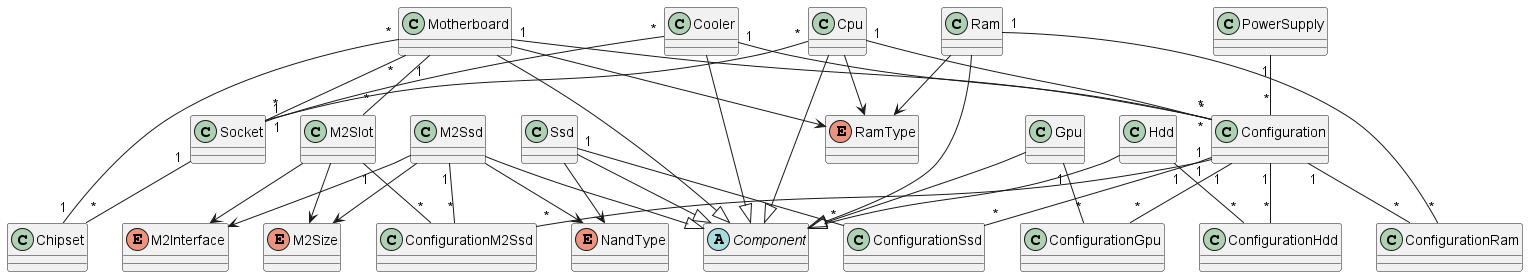 C Motherboard
C Cooler
C Cpu
C Ram
C PowerSupply
*
1
*
1
*
1
1
*
1
1
*
*
1
1
*
*
*
*
C Socket
C M2Slot
C M2Ssd
C Ssd
E RamType
C Gpu
C Hdd
C Configuration
1
1
1
1
1
1
1
1
1
1
1
*
1
*
*
*
*
*
*
*
*
*
*
*
C Chipset
E M2Interface
E M2Size
C ConfigurationM2Ssd
E NandType
A Component
C ConfigurationSsd
C ConfigurationGpu
C ConfigurationHdd
C ConfigurationRam